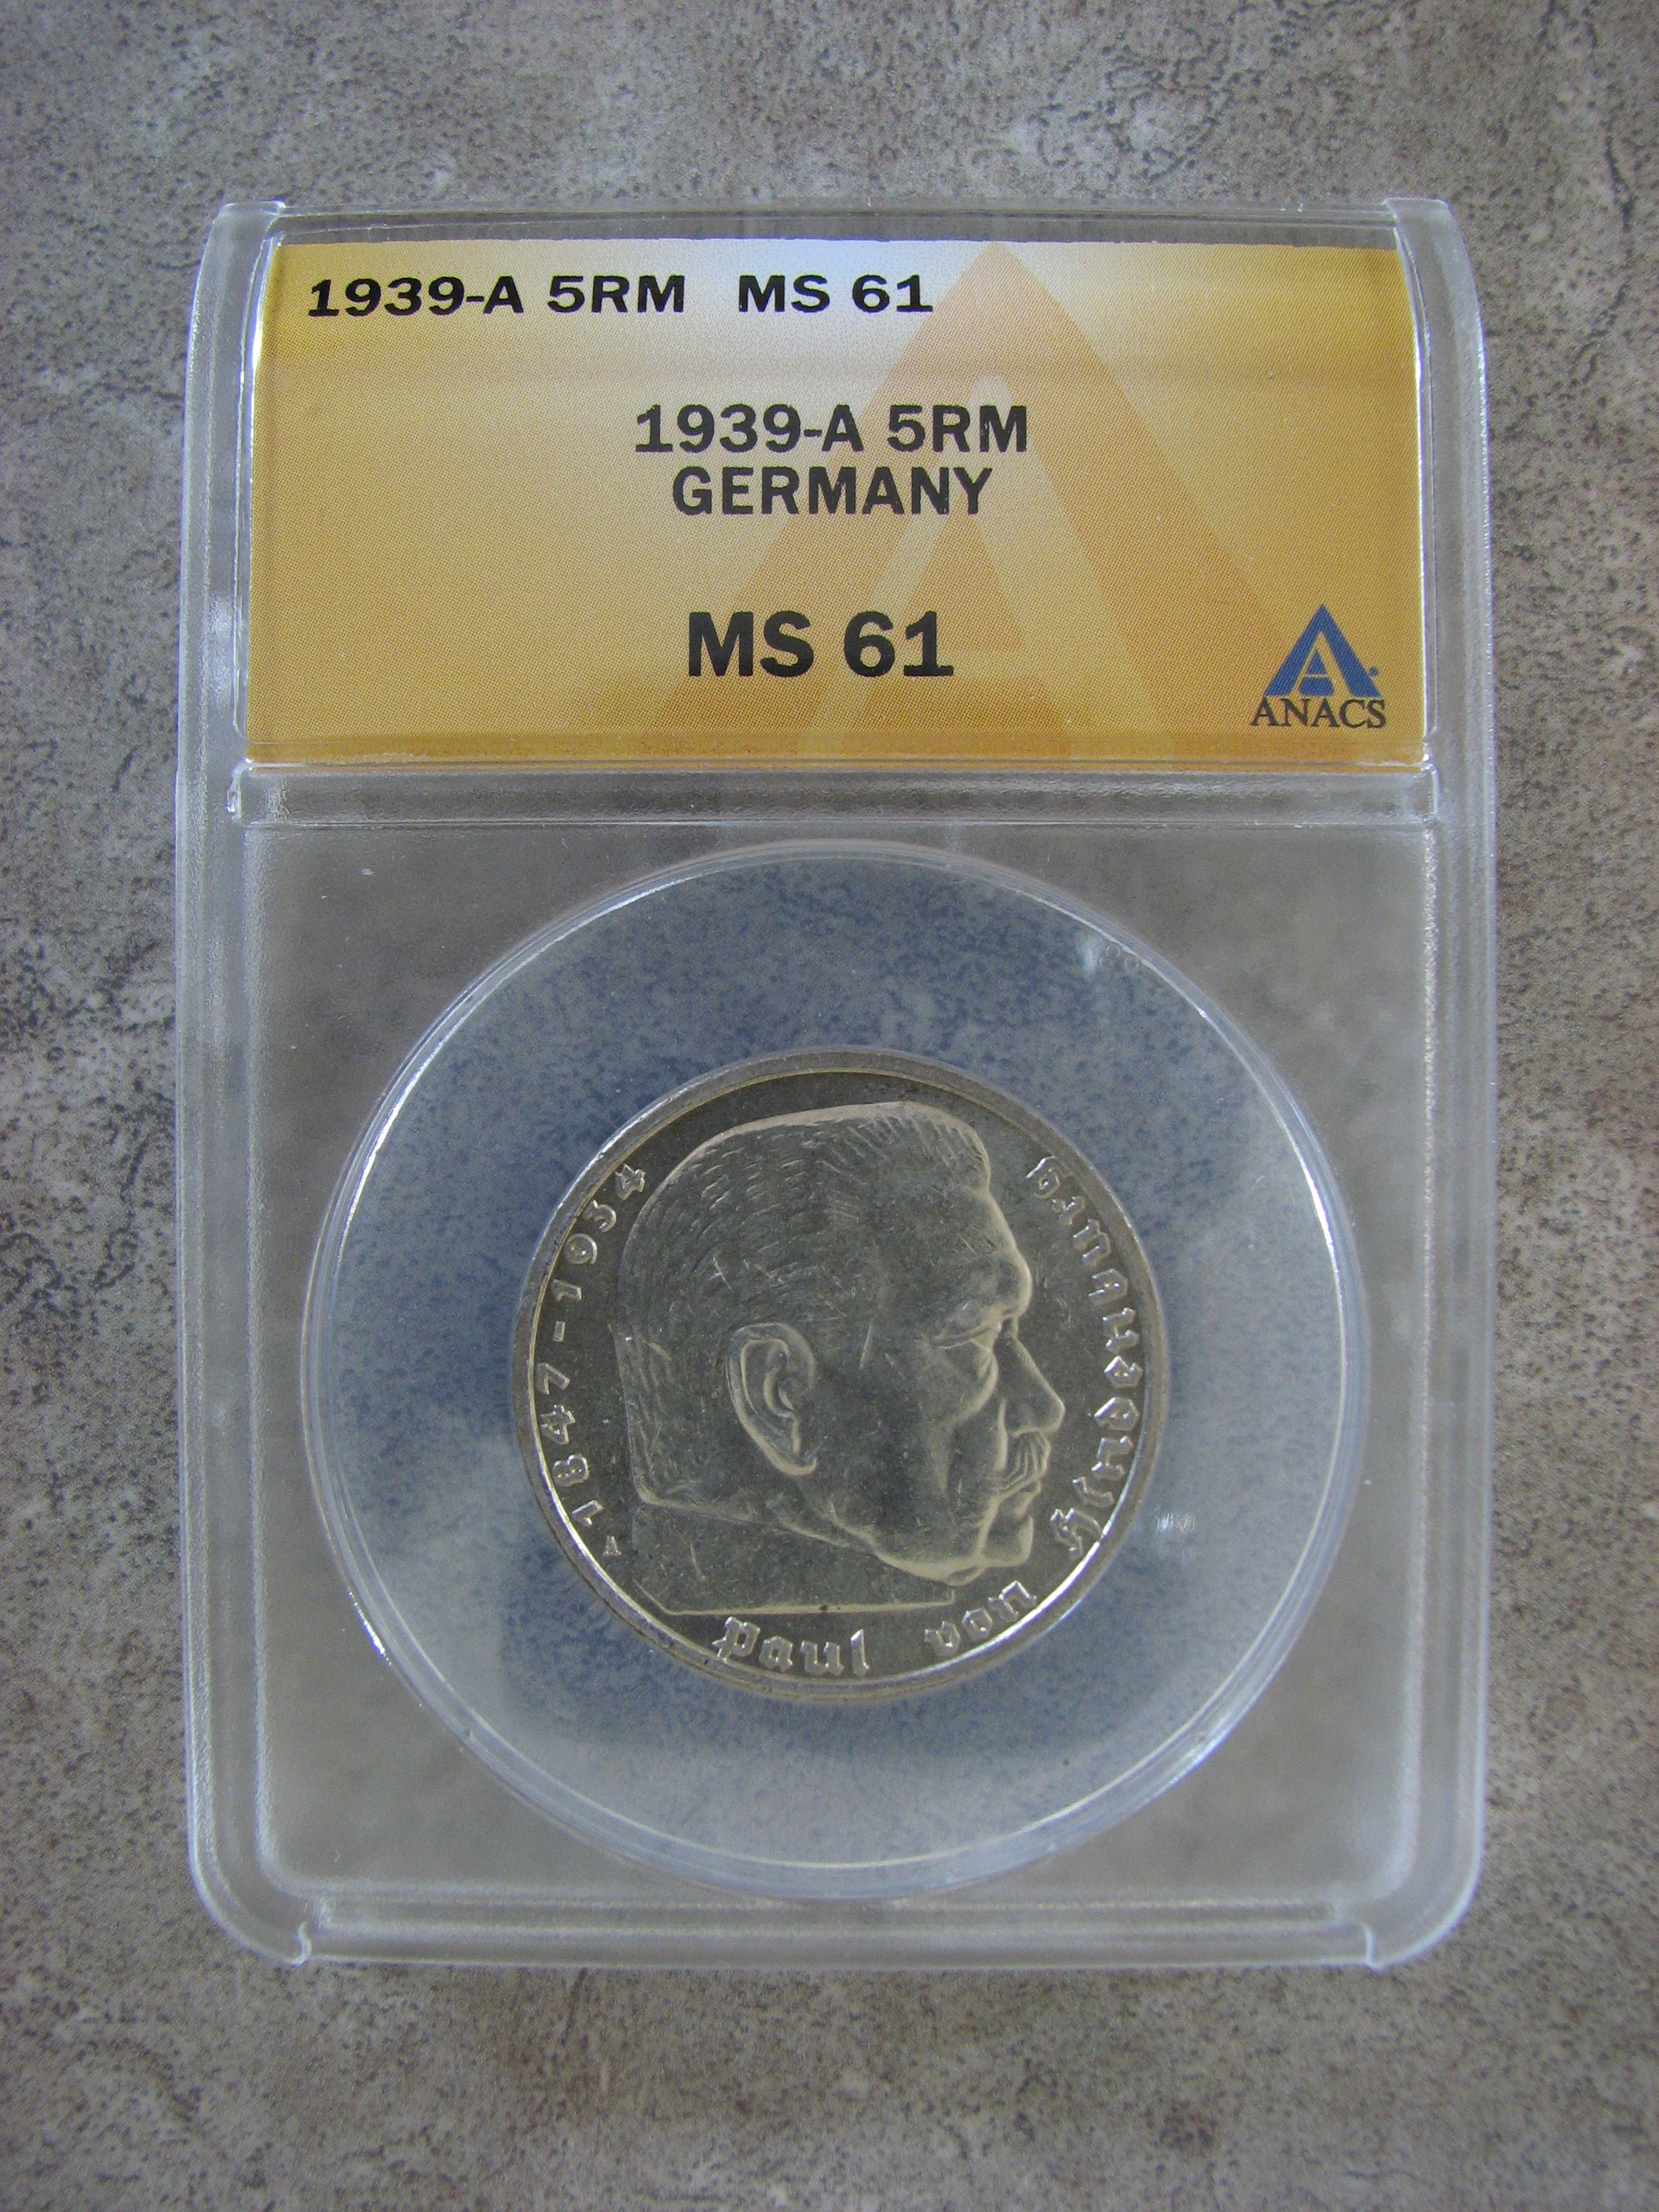 1939-A 5RM MS 61
1939-A 5RM
GERMANY
MS 61
ANACS
1847-1934
A
Paul von
Hindenburg